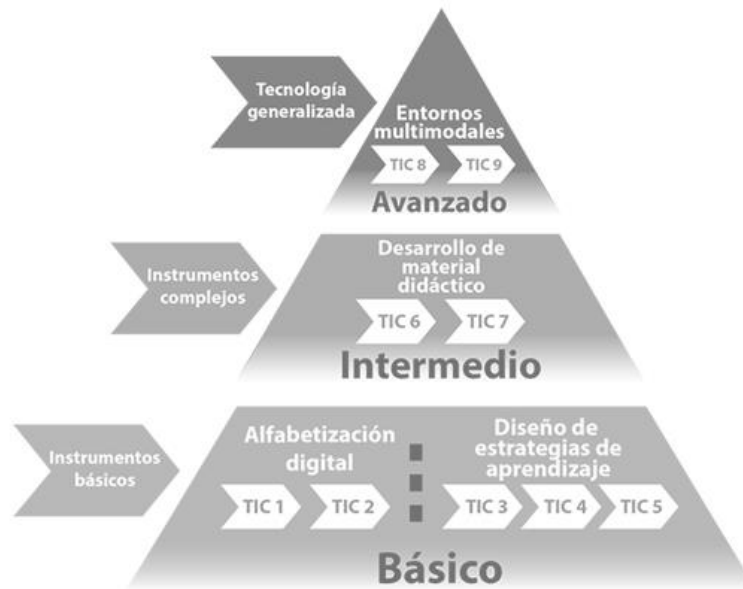 Tecnología
generalizada
Entornos
multimodales
TIC 8
TIC 9
Avanzado
Instrumentos
complejos
Desarrollo de
material
didáctico
TIC 6
TIC 7
Intermedio
Instrumentos
básicos
Alfabetización
digital
TIC 1
TIC 2
Diseño de
estrategias de
aprendizaje
TIC 3
TIC 4
TIC 5
Básico